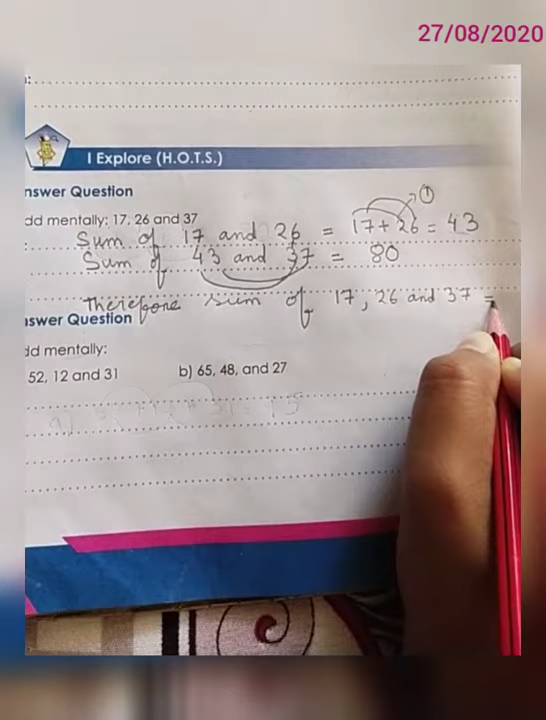 27/08/2020
I Explore (H.O.T.S.)
nswer Question
dd mentally: 17, 26 and 37
Sum of 17 and 26 = 17 + 26 = 43
1
Sum of 43 and 37 = 80
Therefore sum of 17, 26 and 37 =
nswer Question
dd mentally:
52, 12 and 31 b) 65, 48, and 27
a)